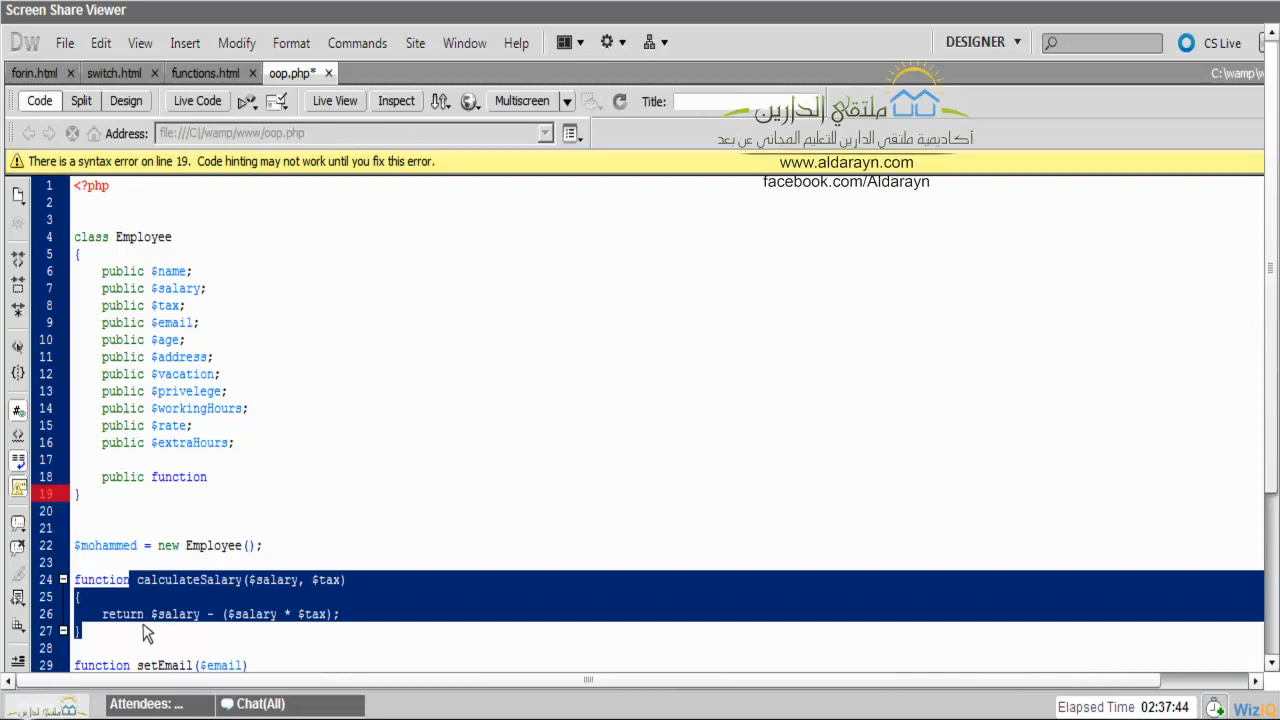 Screen Share Viewer
Dw File Edit View Insert Modify Format Commands Site Window Help DESIGNER CS Live
forin.html switch.html functions.html oop.php* C:\wamp\w
Code Split Design Live Code Live View Inspect Multiscreen Title:
ملتقي الدارين
Address: file:///C|/wamp/www/oop.php
أكاديمية ملتقي الدارين للتعليم المجاني عن بعد
There is a syntax error on line 19. Code hinting may not work until you fix this error.
www.aldarayn.com
facebook.com/Aldarayn
1 <?php
2
3
4 class Employee
5 {
6 public $name;
7 public $salary;
8 public $tax;
9 public $email;
10 public $age;
11 public $address;
12 public $vacation;
13 public $privelege;
14 public $workingHours;
15 public $rate;
16 public $extraHours;
17
18 public function
19 }
20
21
22 $mohammed = new Employee();
23
24 function calculateSalary($salary, $tax)
25 {
26 return $salary - ($salary * $tax);
27 }
28
29 function setEmail($email)
Attendees: ... Chat(All) Elapsed Time 02:37:44 WizIQ